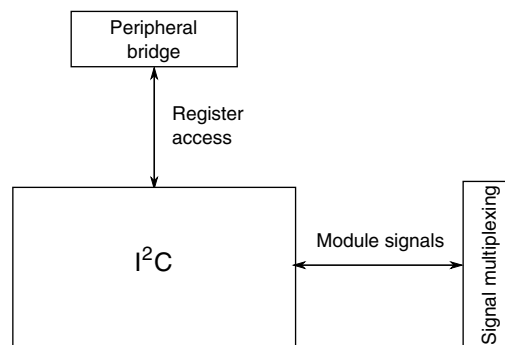 Peripheral
bridge
Register
access
I²C
Module signals
Signal multiplexing